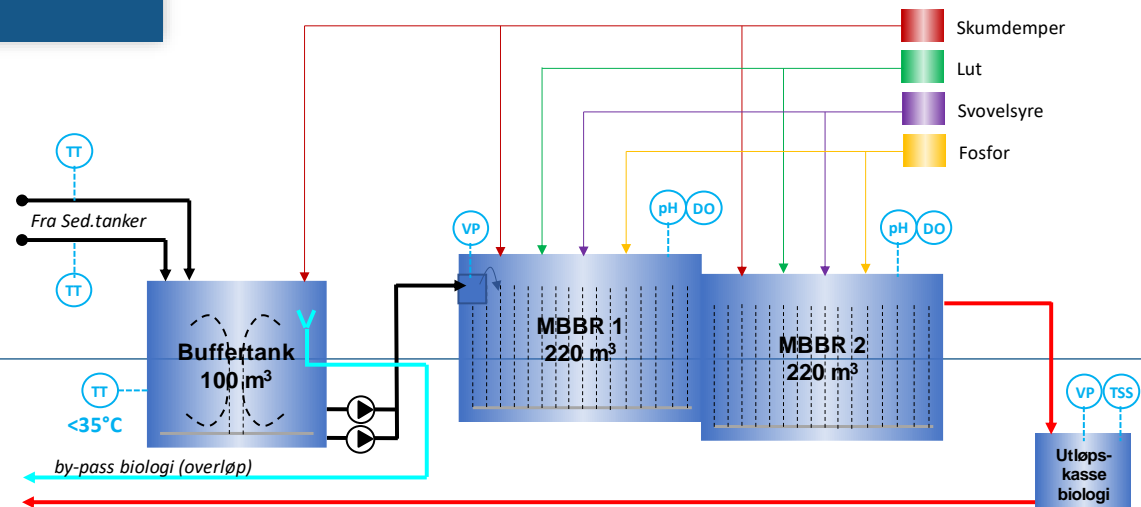 Skumdemper
Lut
Svovelsyre
Fosfor
TT
Fra Sed.tanker
TT
VP
pH
DO
pH
DO
Buffertank
100 m³
MBBR 1
220 m³
MBBR 2
220 m³
TT
<35°C
VP
TSS
by-pass biologi (overløp)
Utløps-
kasse
biologi